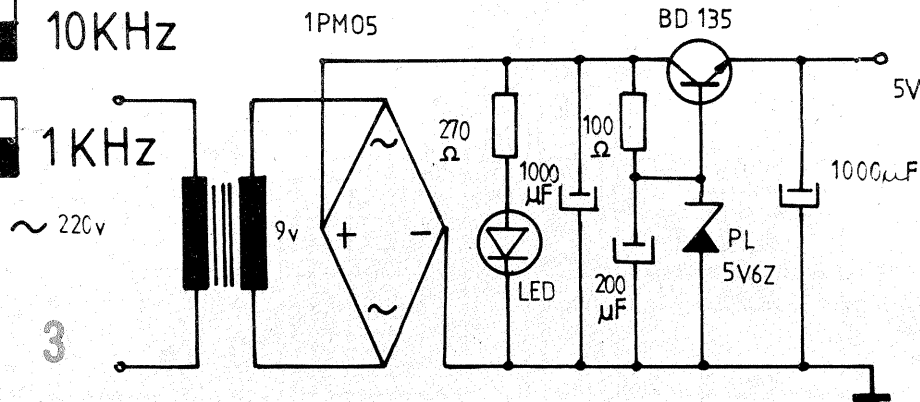 10KHz
1PM05
BD 135
5V
1KHz
270
Ω
100
Ω
1000
µF
1000µF
~ 220v
9v
~
+ -
~
LED
200
µF
PL
5V6Z
3